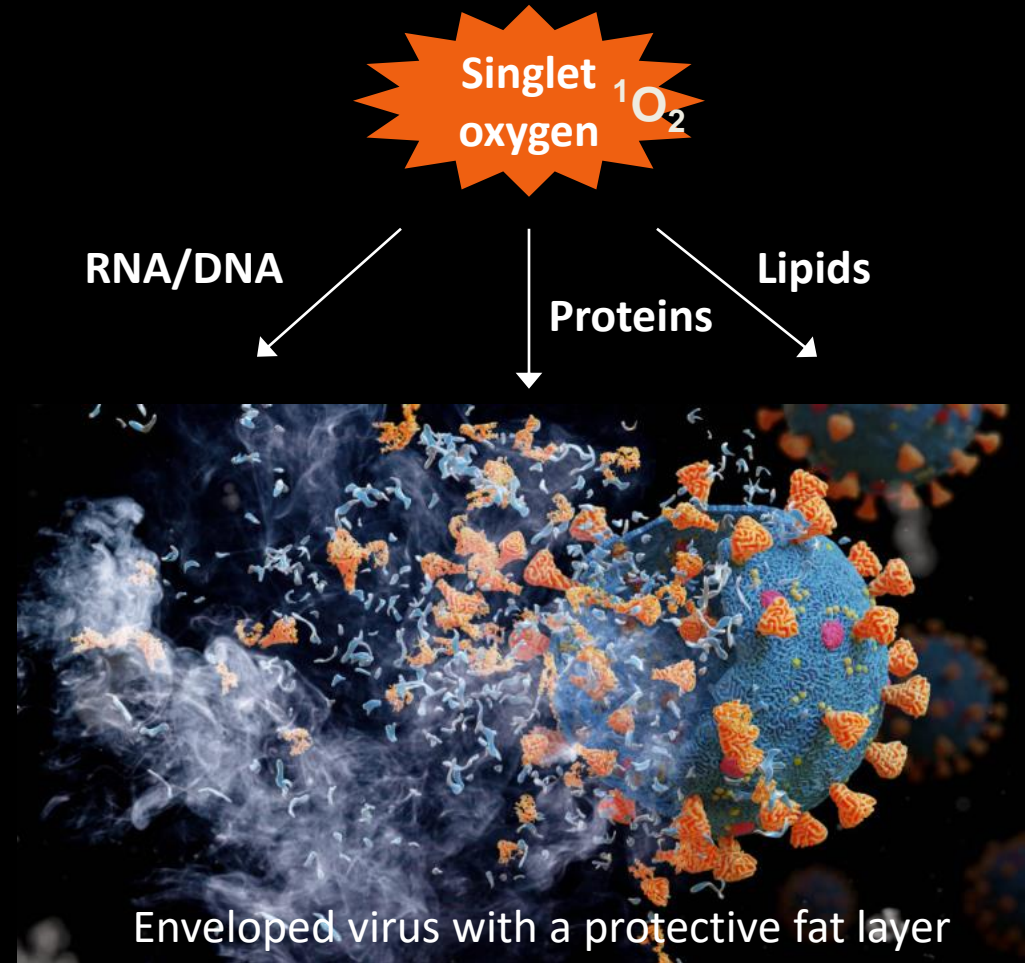 Singlet
oxygen ¹O₂
RNA/DNA
Lipids
Proteins
Enveloped virus with a protective fat layer